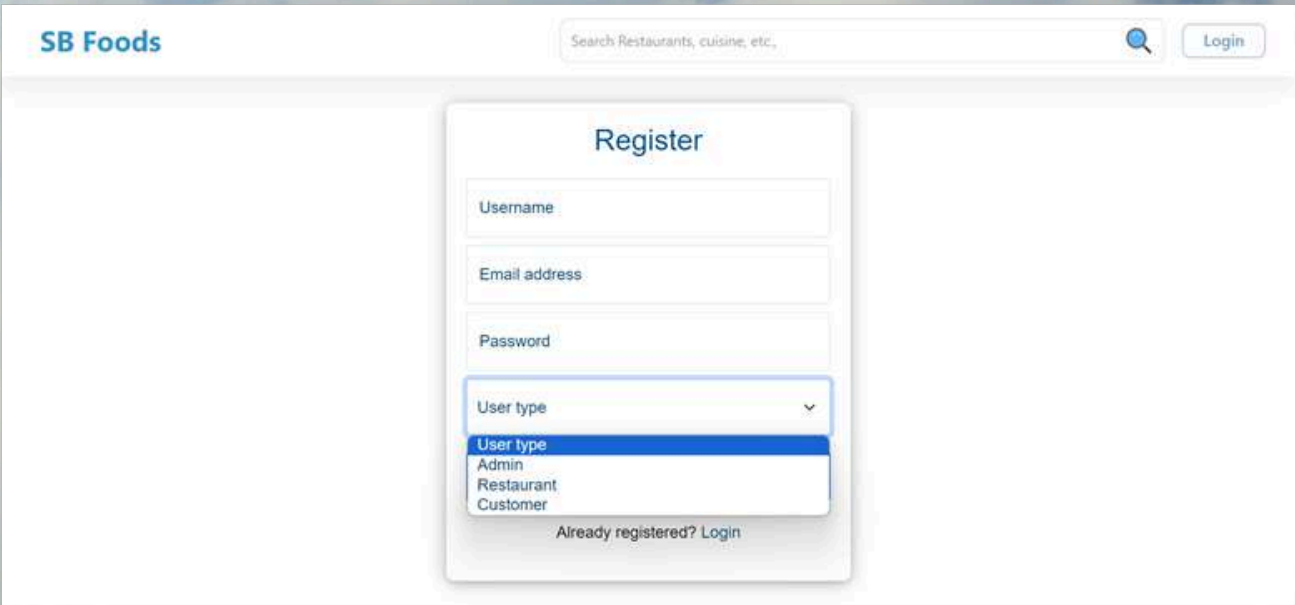 SB Foods
Search Restaurants, cuisine, etc.,
Login
Register
Username
Email address
Password
User type
User type
Admin
Restaurant
Customer
Already registered? Login